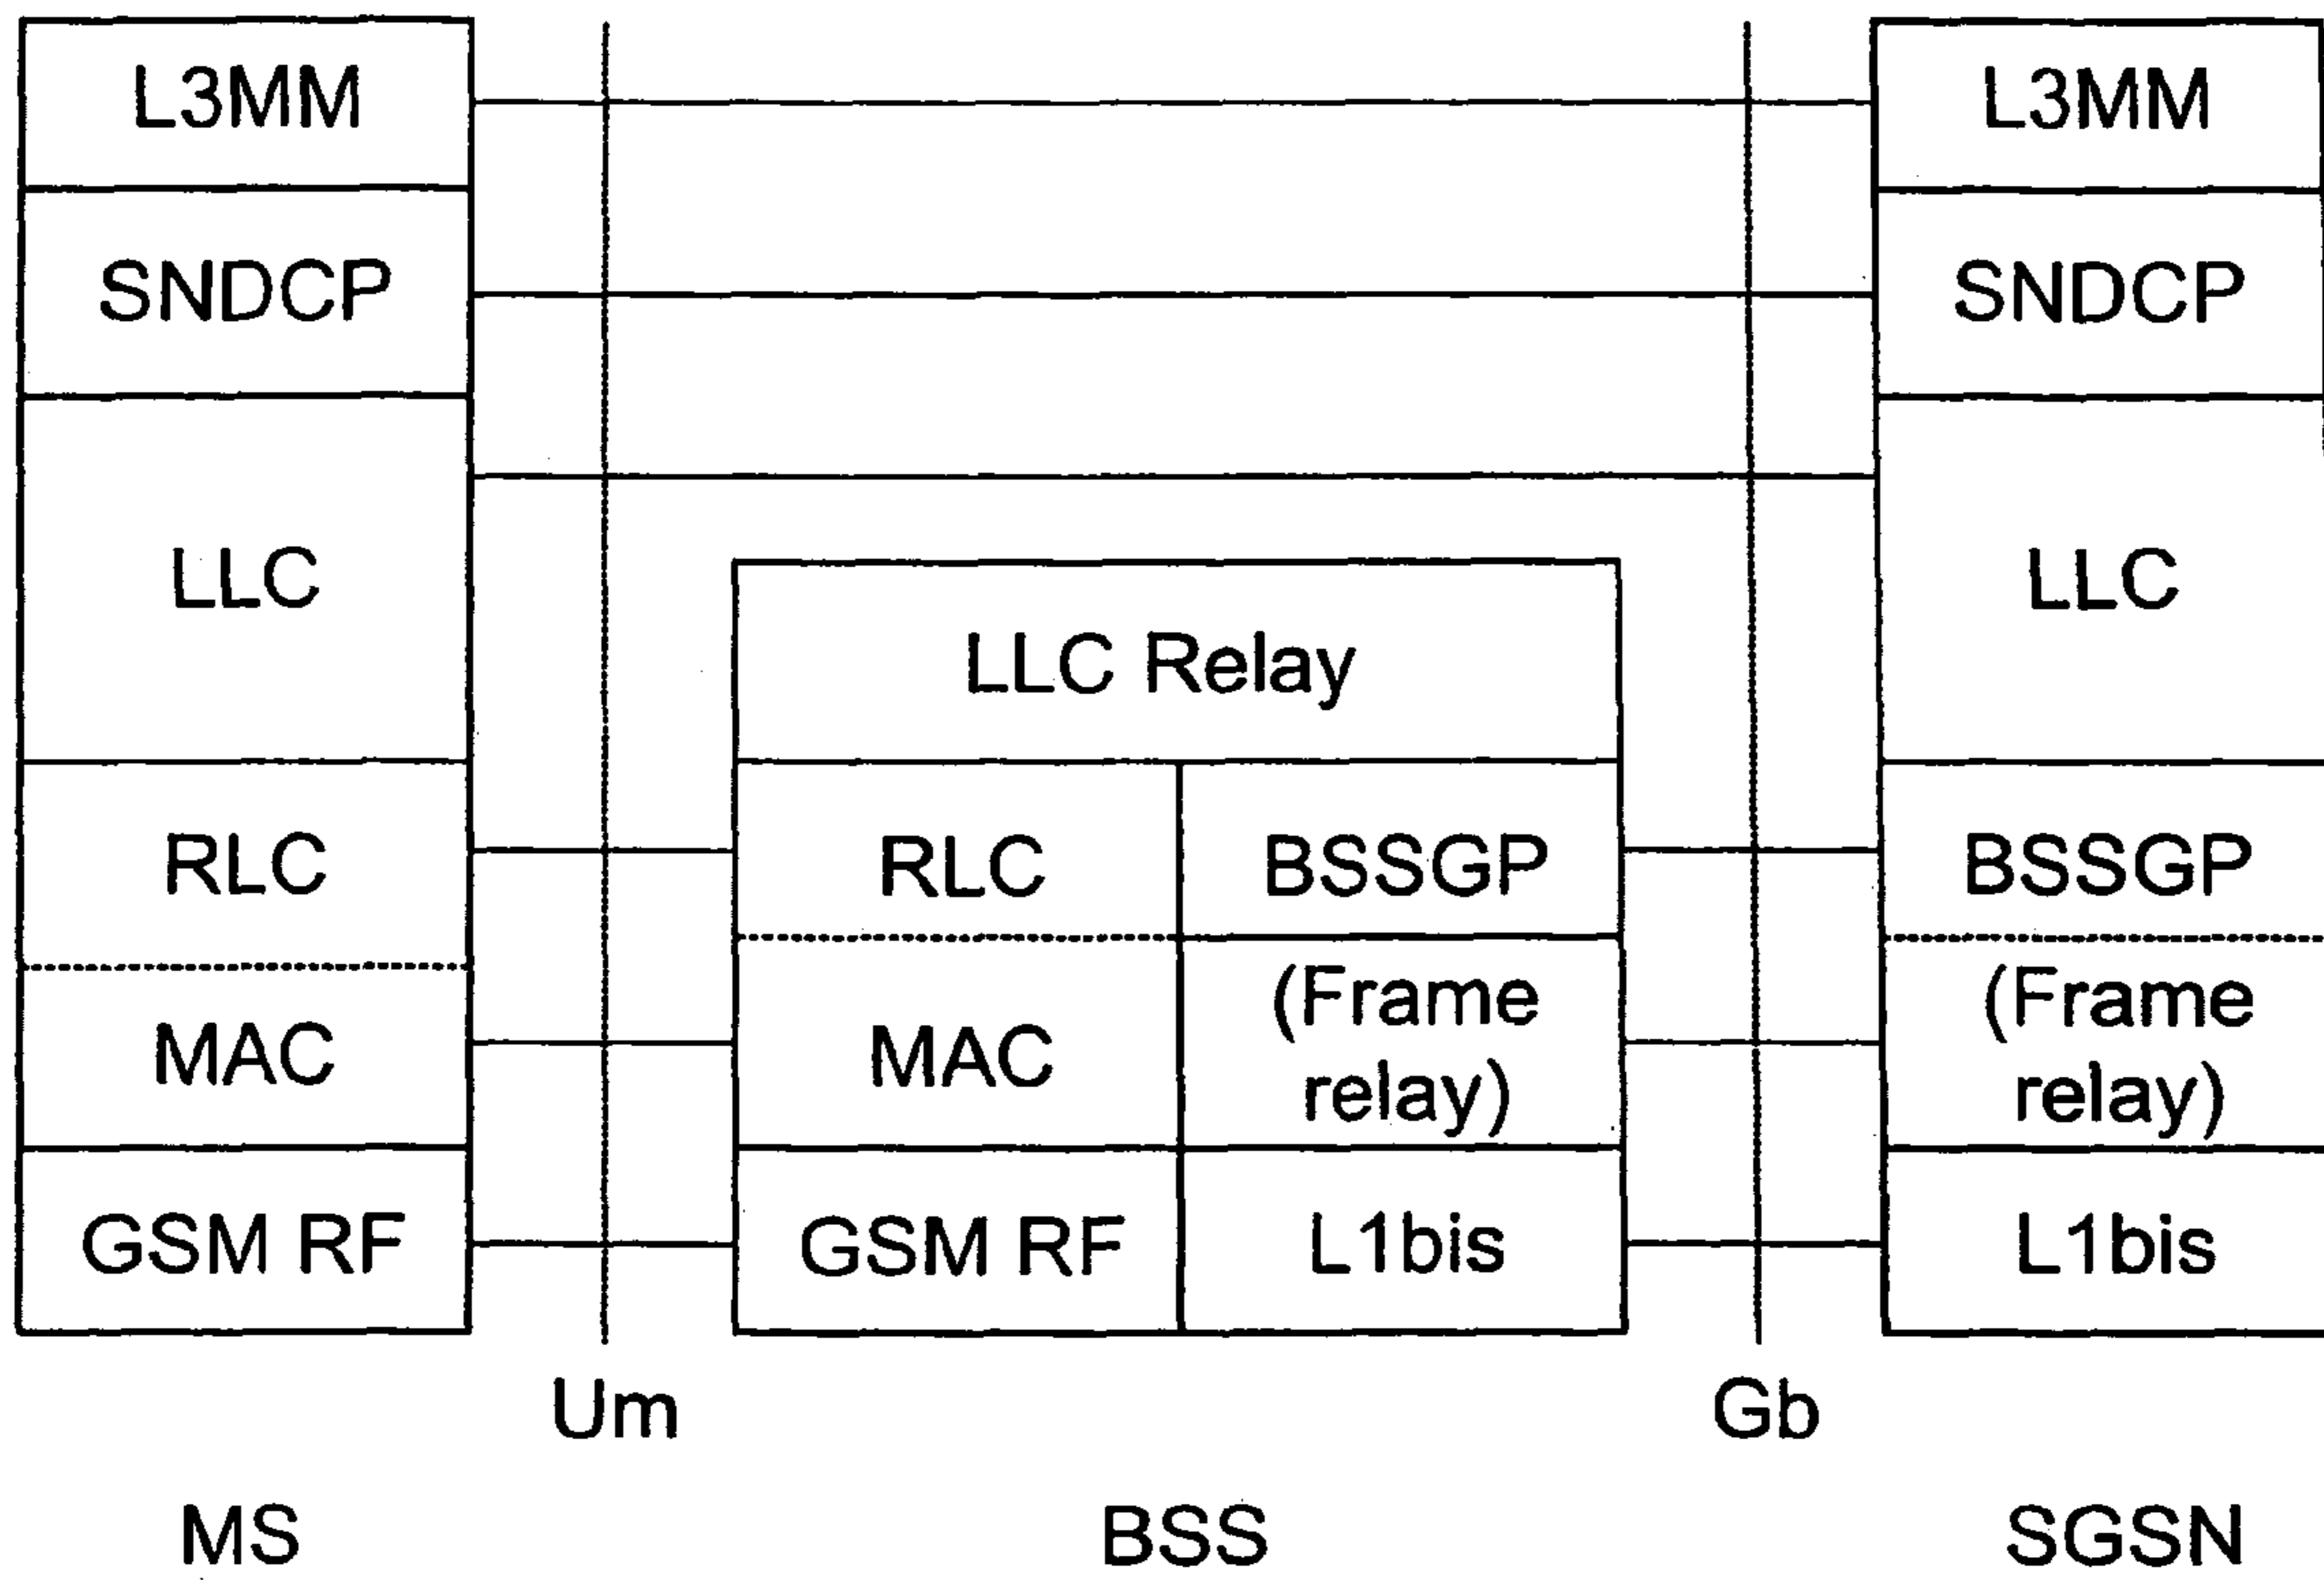 L3MM
L3MM
SNDCP
SNDCP
LLC
LLC
LLC Relay
RLC
RLC
BSSGP
BSSGP
MAC
MAC
(Frame
relay)
(Frame
relay)
GSM RF
GSM RF
L1bis
L1bis
Um
Gb
MS
BSS
SGSN